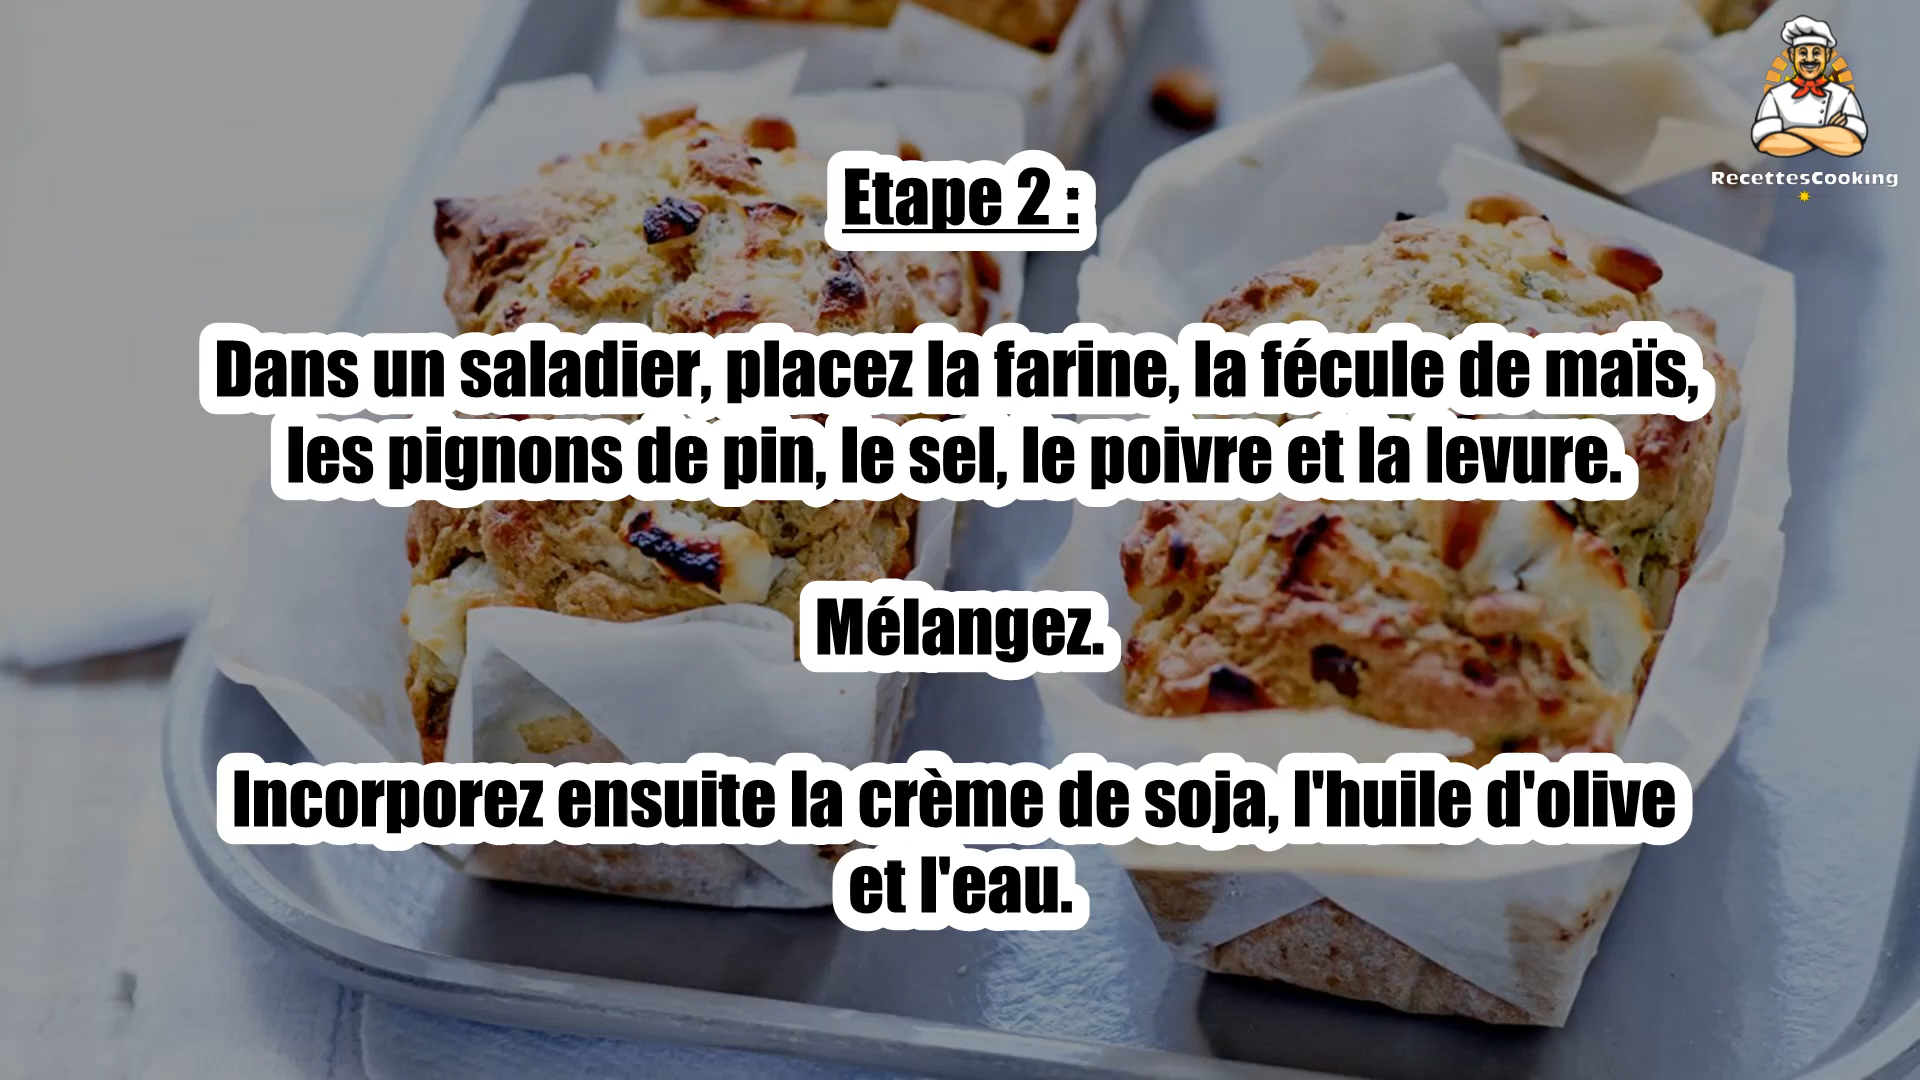 RecettesCooking
Etape 2 :
Dans un saladier, placez la farine, la fécule de maïs,
les pignons de pin, le sel, le poivre et la levure.
Mélangez.
Incorporez ensuite la crème de soja, l'huile d'olive
et l'eau.